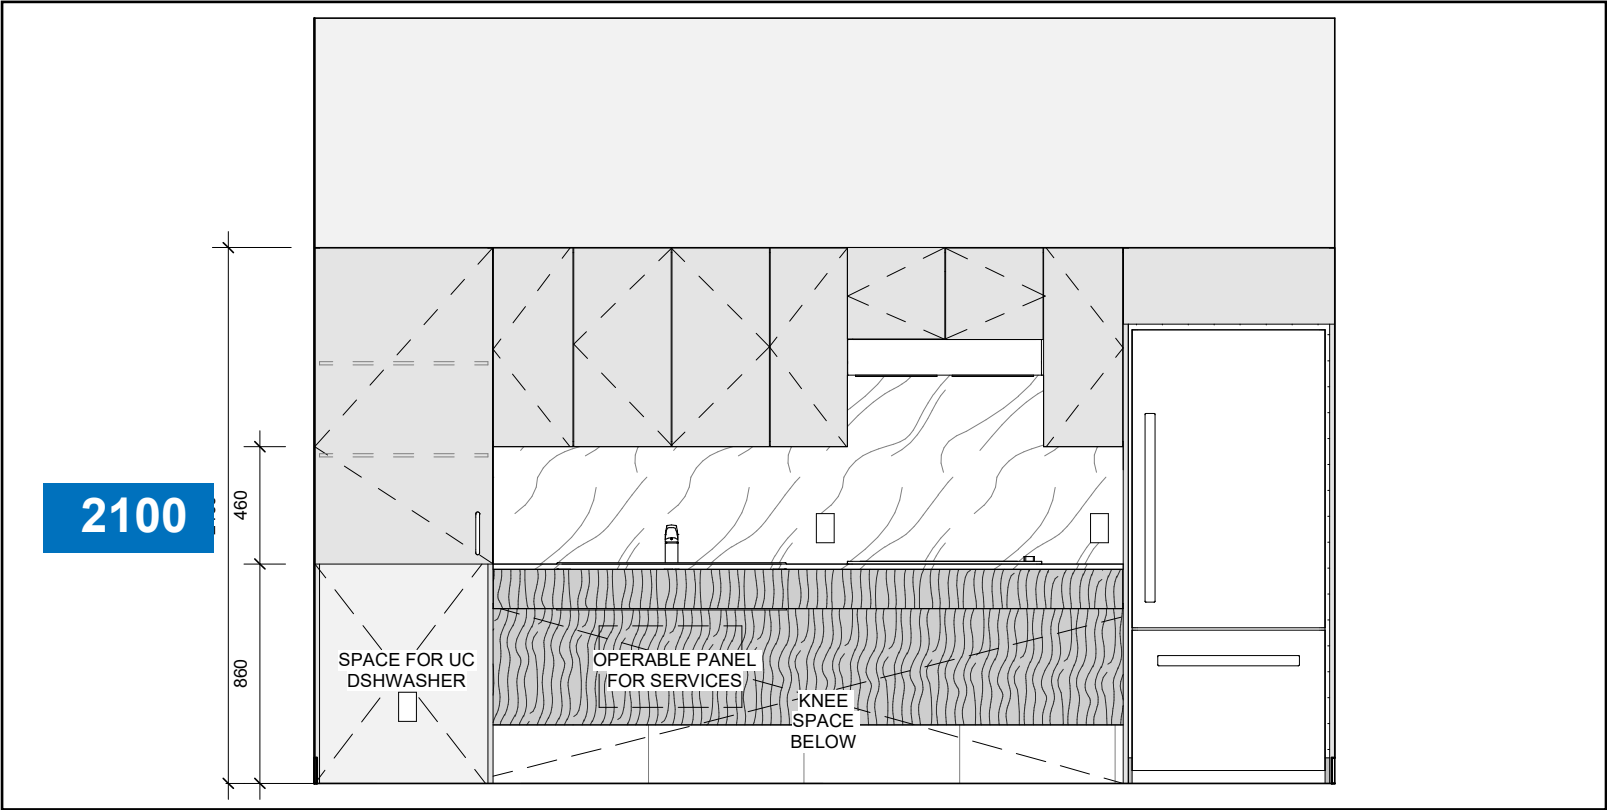 2100
460
860
SPACE FOR UC
DSHWASHER
OPERABLE PANEL
FOR SERVICES
KNEE
SPACE
BELOW